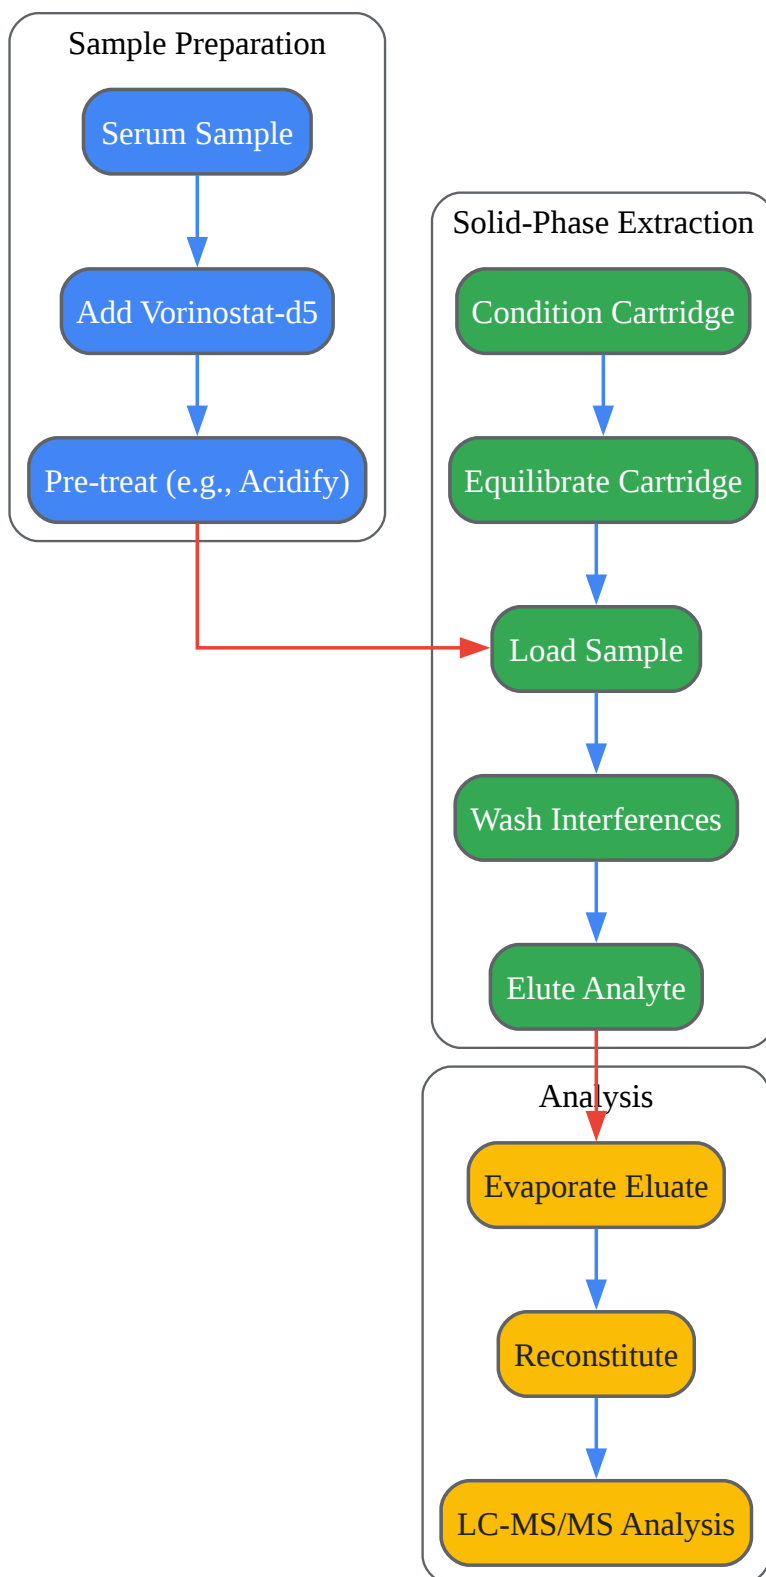 Sample Preparation
Serum Sample
Add Vorinostat-d5
Pre-treat (e.g., Acidify)
Solid-Phase Extraction
Condition Cartridge
Equilibrate Cartridge
Load Sample
Wash Interferences
Elute Analyte
Analysis
Evaporate Eluate
Reconstitute
LC-MS/MS Analysis